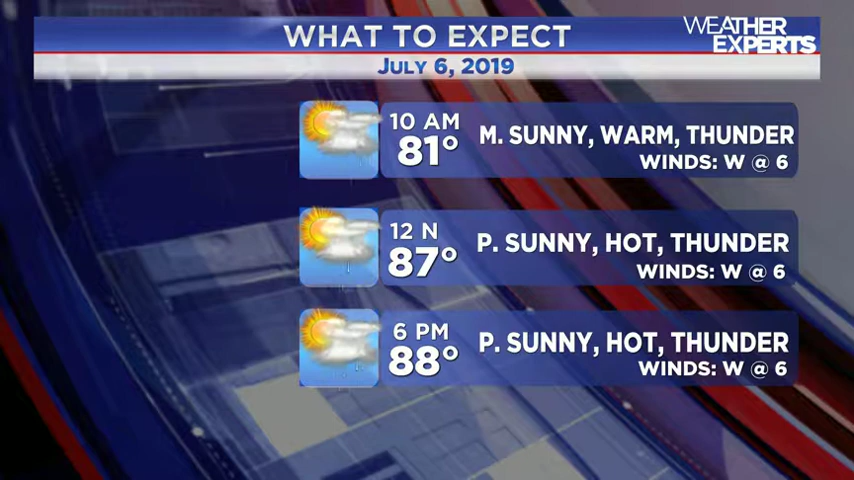 WHAT TO EXPECT
WEATHER
EXPERTS
JULY 6, 2019
10 AM
81°
M. SUNNY, WARM, THUNDER
WINDS: W @ 6
12 N
87°
P. SUNNY, HOT, THUNDER
WINDS: W @ 6
6 PM
88°
P. SUNNY, HOT, THUNDER
WINDS: W @ 6